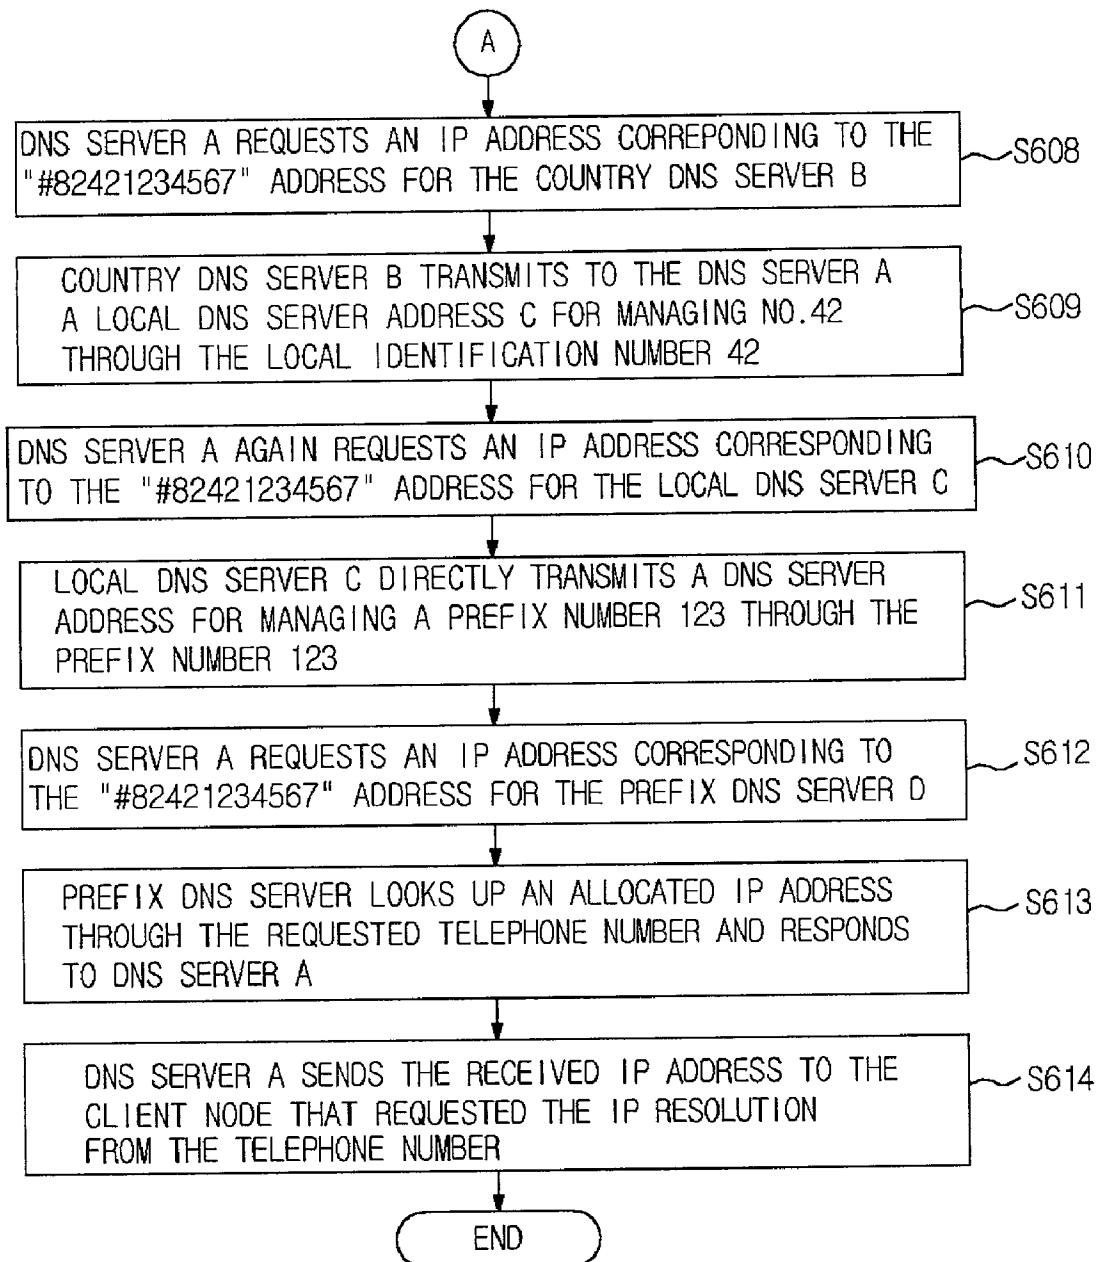 A
DNS SERVER A REQUESTS AN IP ADDRESS CORREPONDING TO THE
"#82421234567" ADDRESS FOR THE COUNTRY DNS SERVER B
S608
COUNTRY DNS SERVER B TRANSMITS TO THE DNS SERVER A
A LOCAL DNS SERVER ADDRESS C FOR MANAGING NO.42
THROUGH THE LOCAL IDENTIFICATION NUMBER 42
S609
DNS SERVER A AGAIN REQUESTS AN IP ADDRESS CORRESPONDING
TO THE "#82421234567" ADDRESS FOR THE LOCAL DNS SERVER C
S610
LOCAL DNS SERVER C DIRECTLY TRANSMITS A DNS SERVER
ADDRESS FOR MANAGING A PREFIX NUMBER 123 THROUGH THE
PREFIX NUMBER 123
S611
DNS SERVER A REQUESTS AN IP ADDRESS CORRESPONDING TO
THE "#82421234567" ADDRESS FOR THE PREFIX DNS SERVER D
S612
PREFIX DNS SERVER LOOKS UP AN ALLOCATED IP ADDRESS
THROUGH THE REQUESTED TELEPHONE NUMBER AND RESPONDS
TO DNS SERVER A
S613
DNS SERVER A SENDS THE RECEIVED IP ADDRESS TO THE
CLIENT NODE THAT REQUESTED THE IP RESOLUTION
FROM THE TELEPHONE NUMBER
S614
END